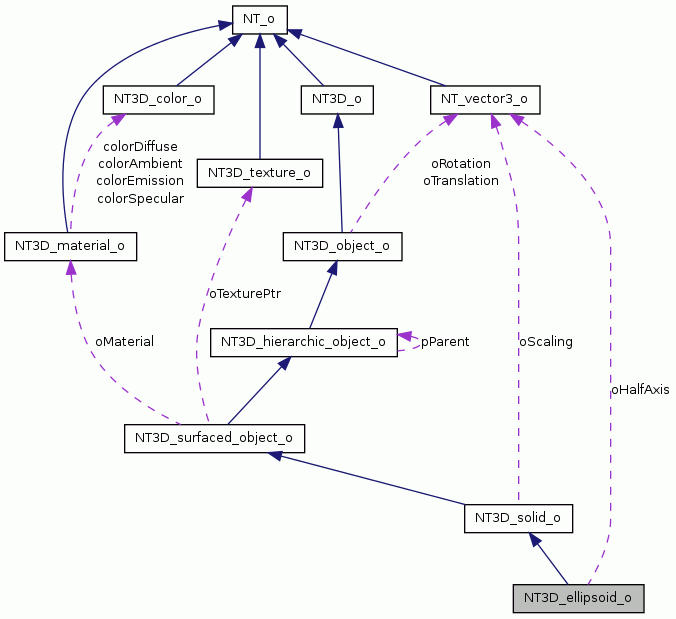 NT_o
NT3D_color_o
NT3D_o
NT_vector3_o
colorDiffuse
colorAmbient
colorEmission
colorSpecular
oRotation
oTranslation
NT3D_texture_o
NT3D_material_o
NT3D_object_o
oTexturePtr
oMaterial
NT3D_hierarchic_object_o
pParent
oScaling
oHalfAxis
NT3D_surfaced_object_o
NT3D_solid_o
NT3D_ellipsoid_o